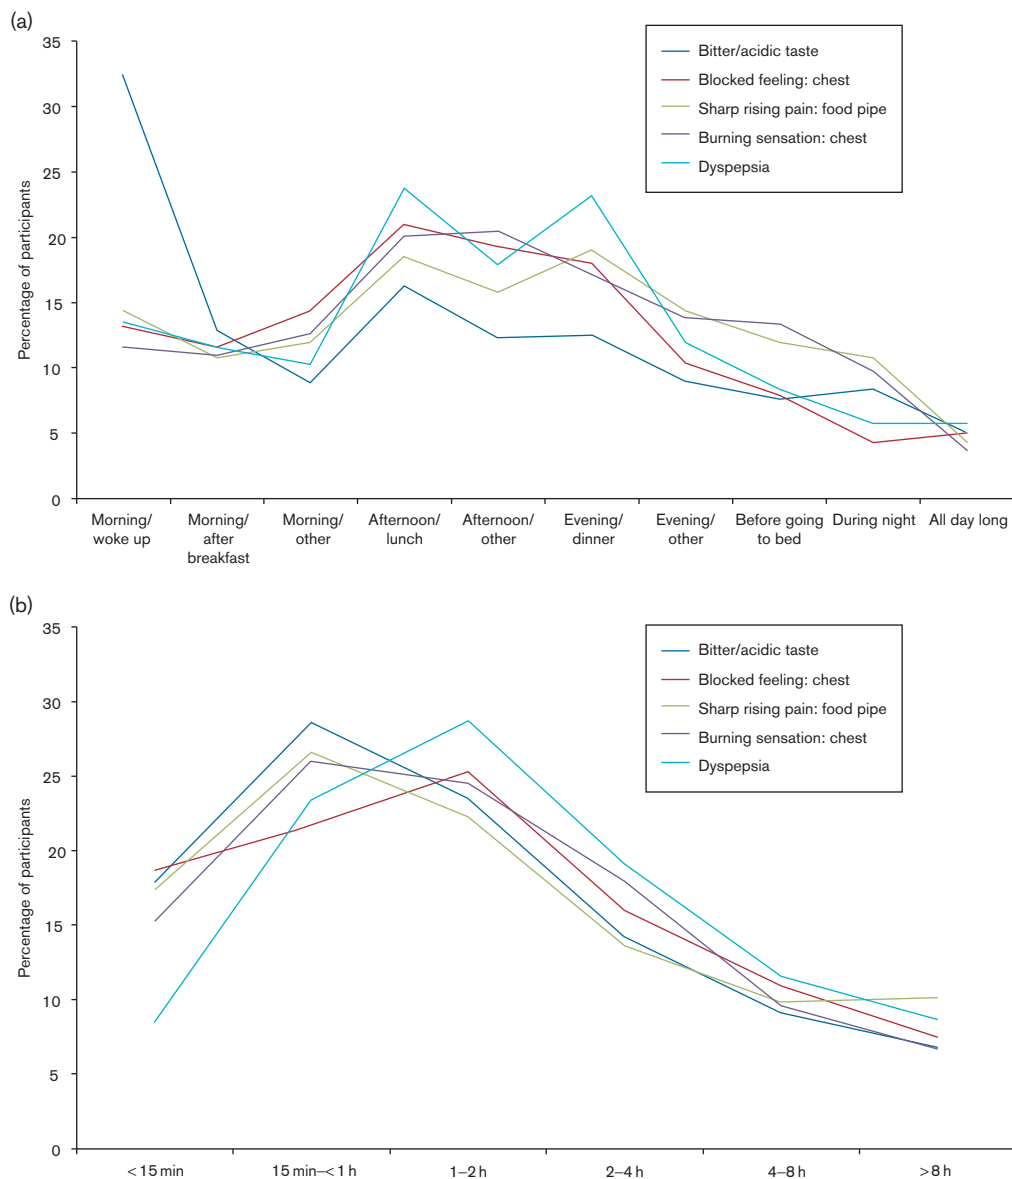 (a)
35
30
25
20
15
10
5
0
Percentage of participants
Bitter/acidic taste
Blocked feeling: chest
Sharp rising pain: food pipe
Burning sensation: chest
Dyspepsia
Morning/
woke up
Morning/
after
breakfast
Morning/
other
Afternoon/
lunch
Afternoon/
other
Evening/
dinner
Evening/
other
Before going
to bed
During night
All day long
(b)
35
30
25
20
15
10
5
0
Percentage of participants
Bitter/acidic taste
Blocked feeling: chest
Sharp rising pain: food pipe
Burning sensation: chest
Dyspepsia
<15 min
15 min–<1 h
1–2 h
2–4 h
4–8 h
>8 h